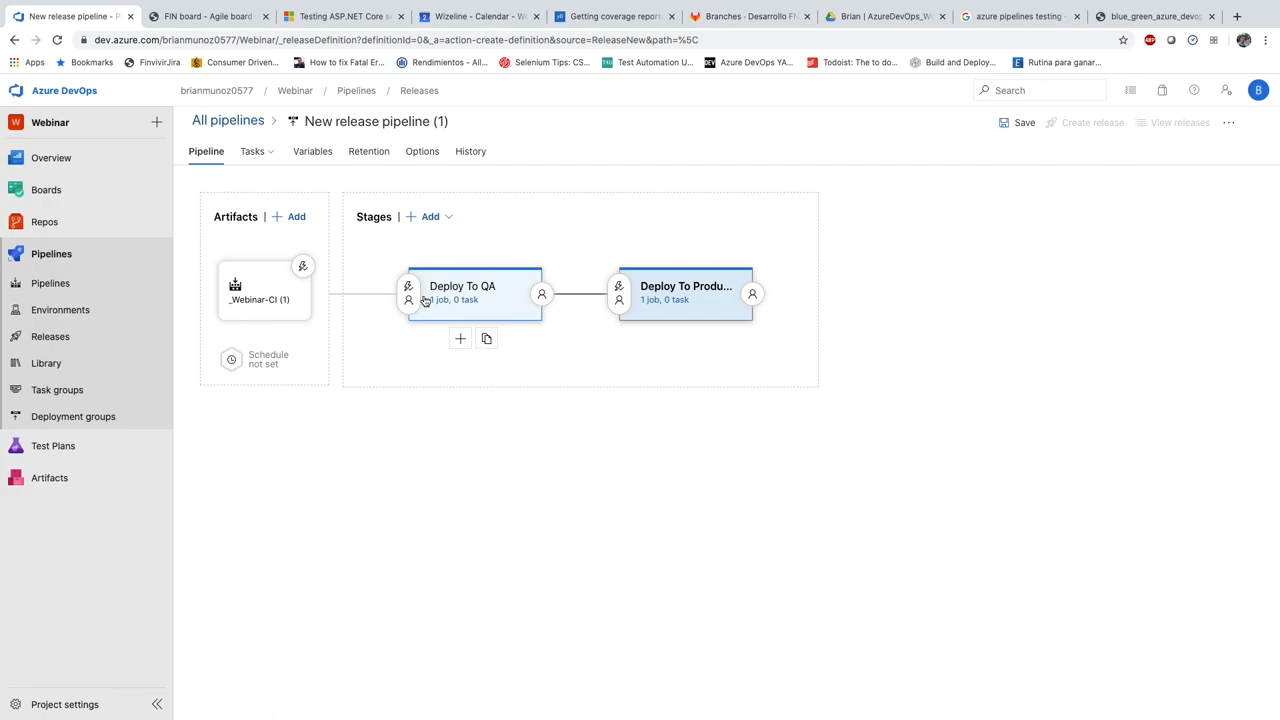 New release pipeline - P
FIN board - Agile board
Testing ASP.NET Core s
Wizeline - Calendar - We
Getting coverage report
Branches · Desarrollo FN
Brian | AzureDevOps_W
azure pipelines testing -
blue_green_azure_devop
dev.azure.com/brianmunoz0577/Webinar/_releaseDefinition?definitionId=0&_a=action-create-definition&source=ReleaseNew&path=%5C
Apps
Bookmarks
FinvivirJira
Consumer Driven...
How to fix Fatal Er...
Rendimientos - All...
Selenium Tips: CS...
Test Automation U...
Azure DevOps YA...
Todoist: The to do...
Build and Deploy...
Rutina para ganar...
Azure DevOps
brianmunoz0577 / Webinar / Pipelines / Releases
Search
B
W Webinar
All pipelines > New release pipeline (1)
Save
Create release
View releases
Pipeline
Tasks
Variables
Retention
Options
History
Overview
Boards
Repos
Pipelines
Pipelines
Environments
Releases
Library
Task groups
Deployment groups
Test Plans
Artifacts
Project settings
Artifacts | + Add
Stages | + Add
_Webinar-CI (1)
Schedule
not set
Deploy To QA
1 job, 0 task
Deploy To Produ...
1 job, 0 task